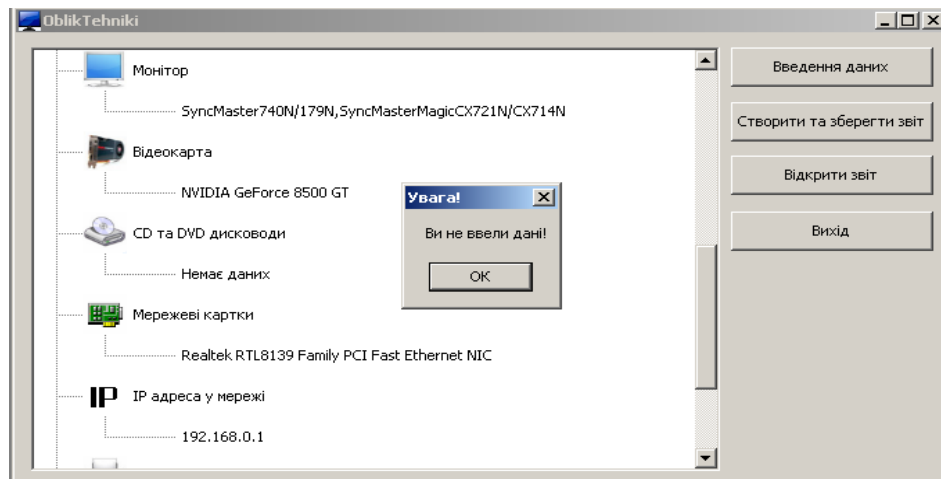 OblikTehniki
Монітор
SyncMaster740N/179N,SyncMasterMagicCX721N/CX714N
Відеокарта
NVIDIA GeForce 8500 GT
CD та DVD дисководи
Немає даних
Мережеві картки
Realtek RTL8139 Family PCI Fast Ethernet NIC
IP
IP адреса у мережі
192.168.0.1
Увага!
Ви не ввели дані!
OK
Введення даних
Створити та зберегти звіт
Відкрити звіт
Вихід